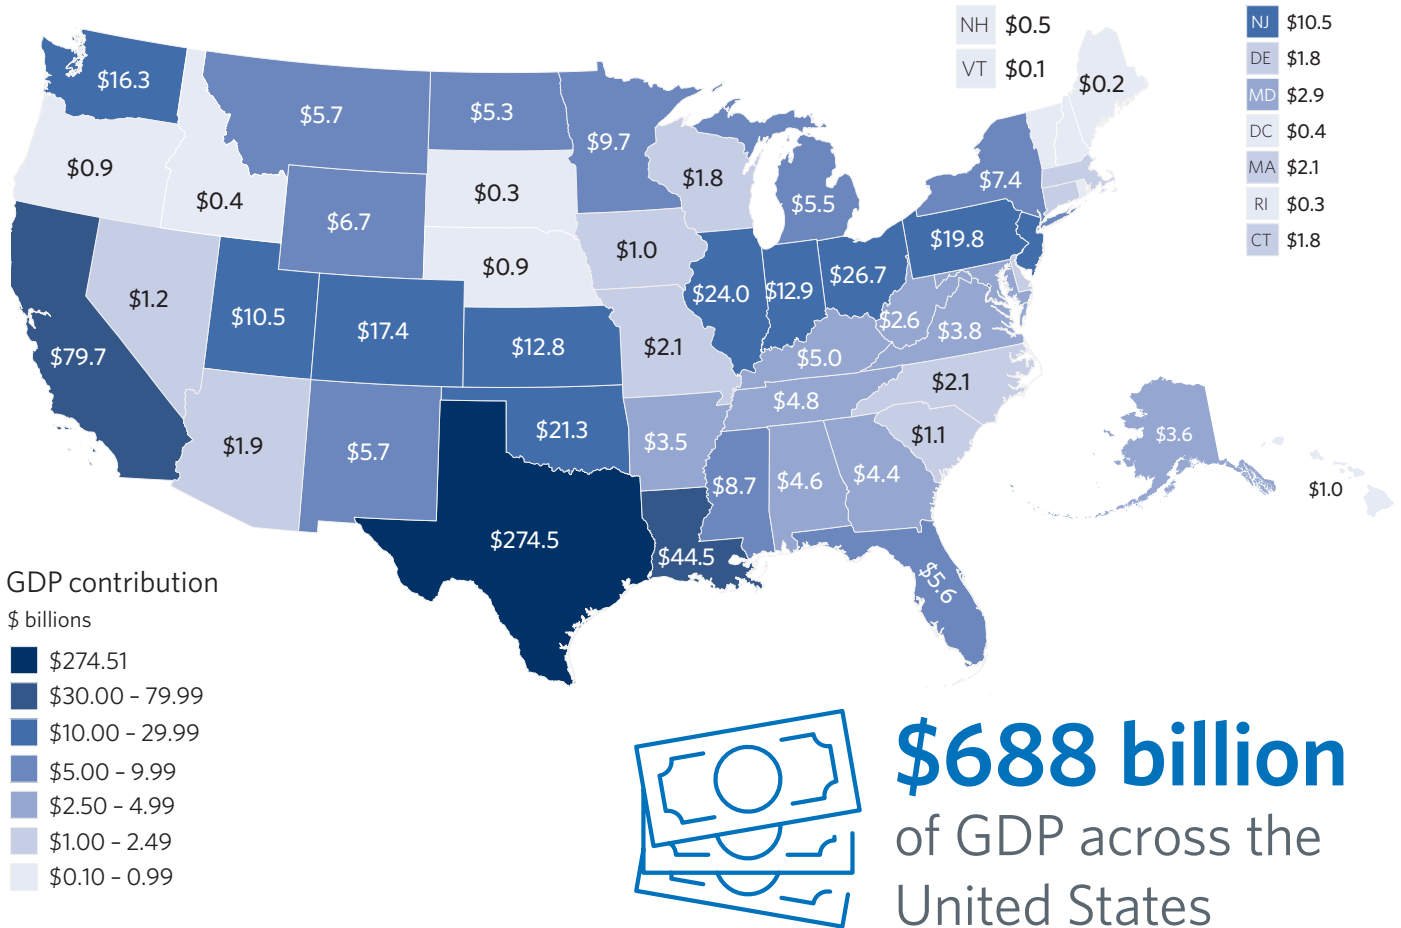 NH $0.5
VT $0.1
NJ $10.5
DE $1.8
MD $2.9
DC $0.4
MA $2.1
RI $0.3
CT $1.8
$16.3
$5.7
$5.3
$9.7
$0.2
$0.9
$0.4
$0.3
$1.8
$5.5
$7.4
$6.7
$1.0
$19.8
$0.9
$26.7
$1.2
$24.0
$12.9
$10.5
$17.4
$2.6
$3.8
$79.7
$12.8
$2.1
$5.0
$2.1
$4.8
$1.9
$5.7
$21.3
$3.5
$1.1
$3.6
$8.7
$4.6
$4.4
$1.0
$274.5
$44.5
$5.6
GDP contribution
$ billions
$274.51
$30.00 – 79.99
$10.00 – 29.99
$5.00 – 9.99
$2.50 – 4.99
$1.00 – 2.49
$0.10 – 0.99
$688 billion
of GDP across the
United States